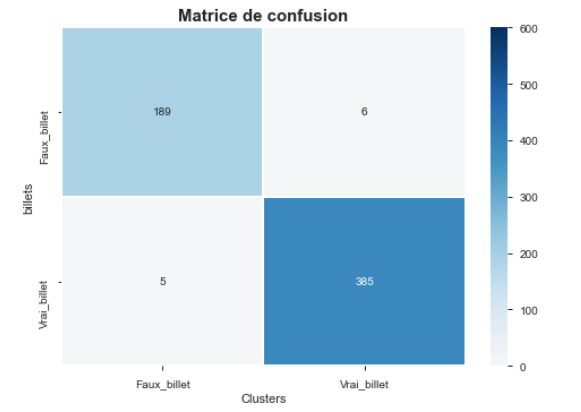 Matrice de confusion
600
500
400
300
200
100
0
billets
Faux_billet
189
6
Vrai_billet
5
385
Faux_billet
Vrai_billet
Clusters